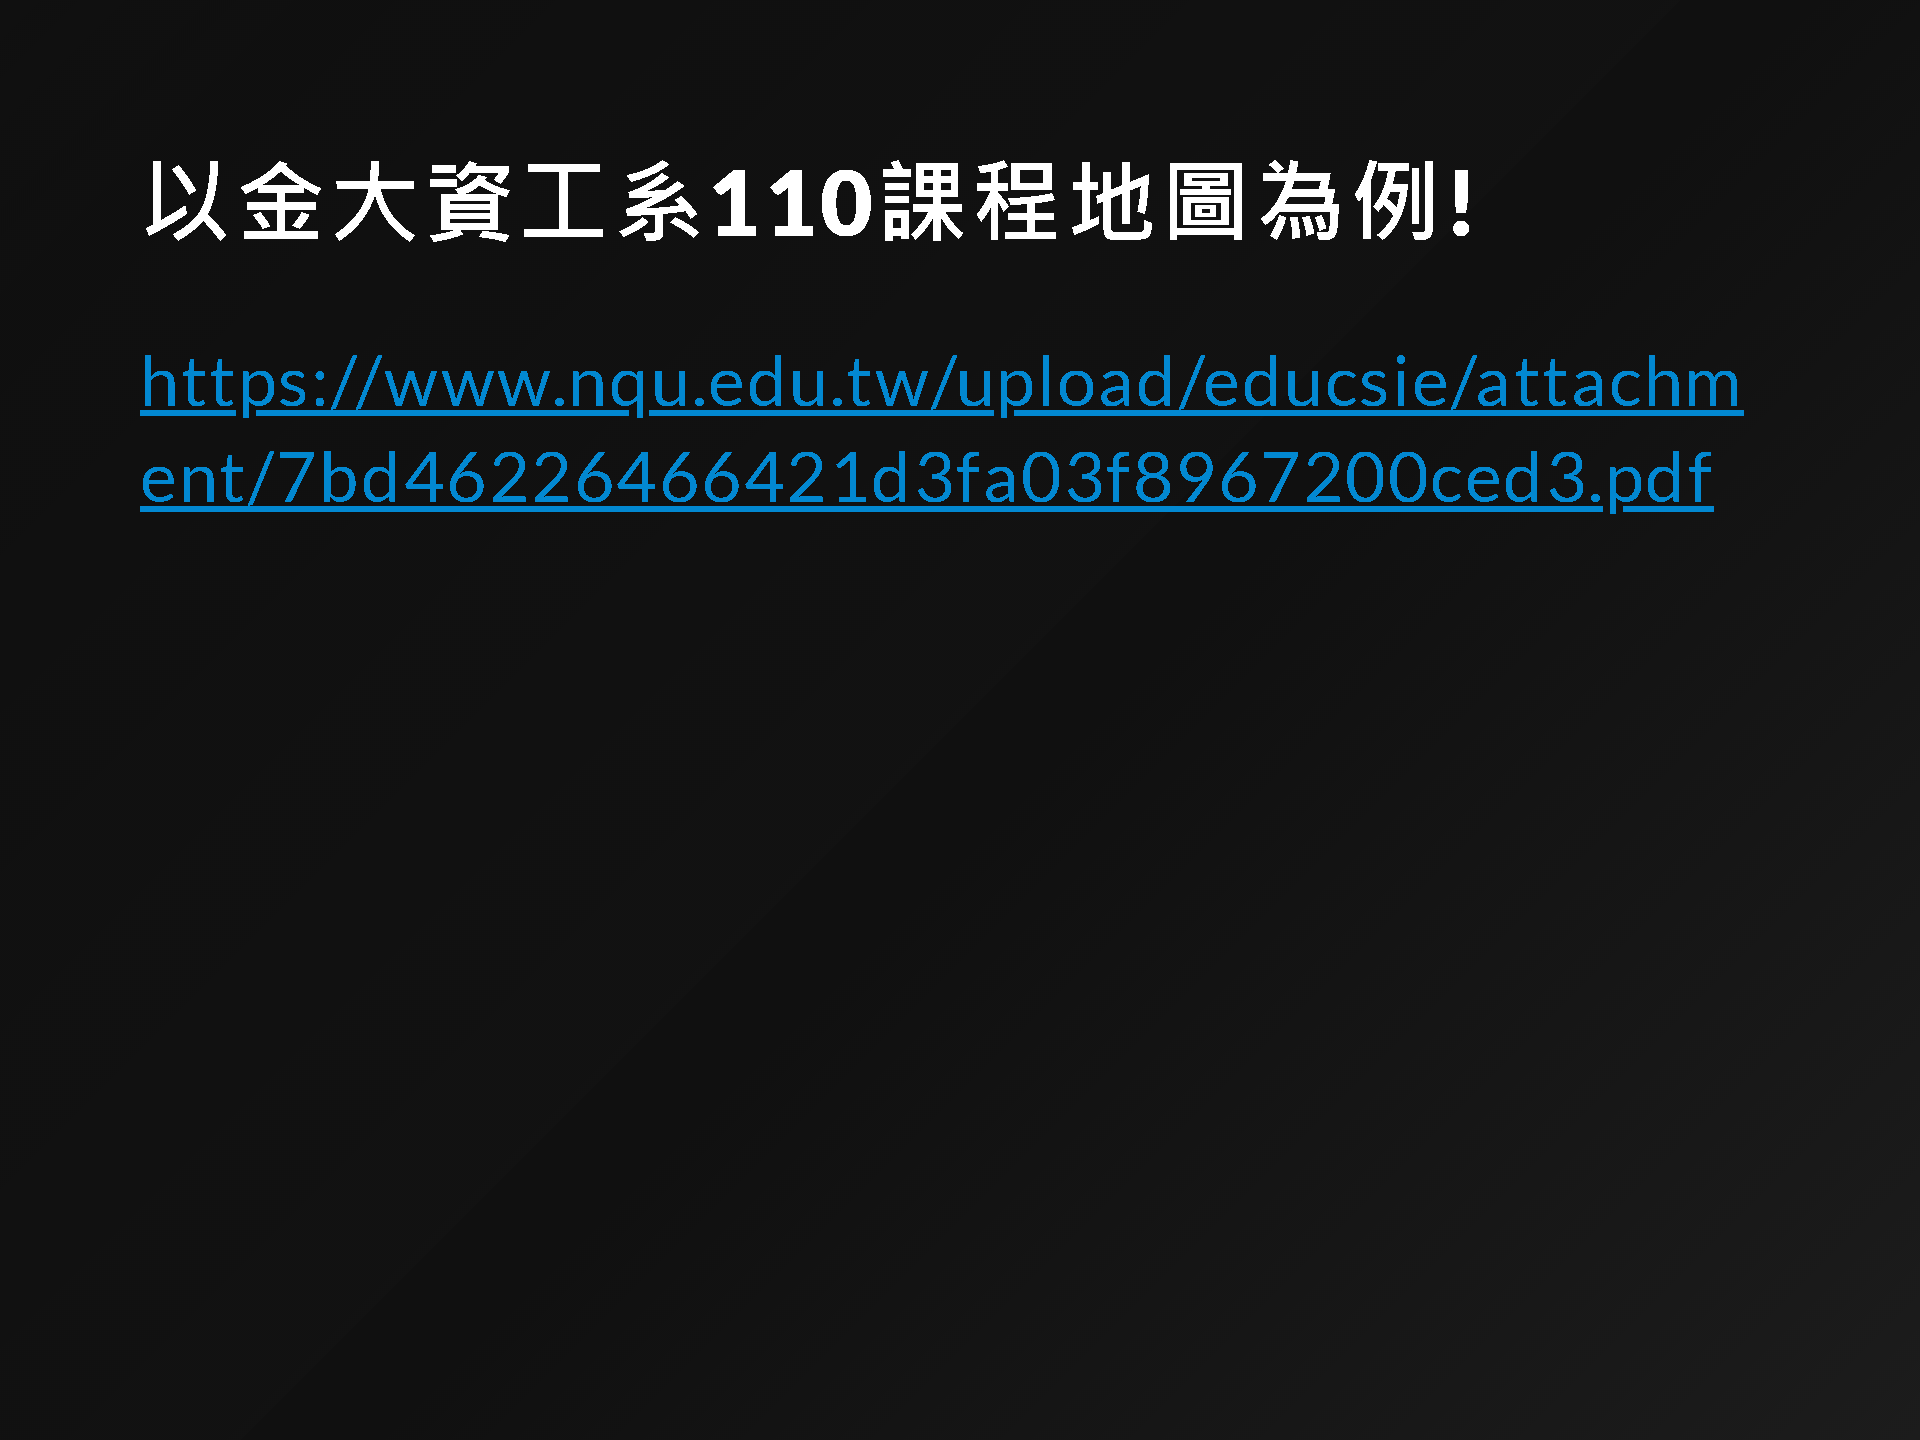 以金大資工系110課程地圖為例!
https://www.nqu.edu.tw/upload/educsie/attachm
ent/7bd46226466421d3fa03f8967200ced3.pdf